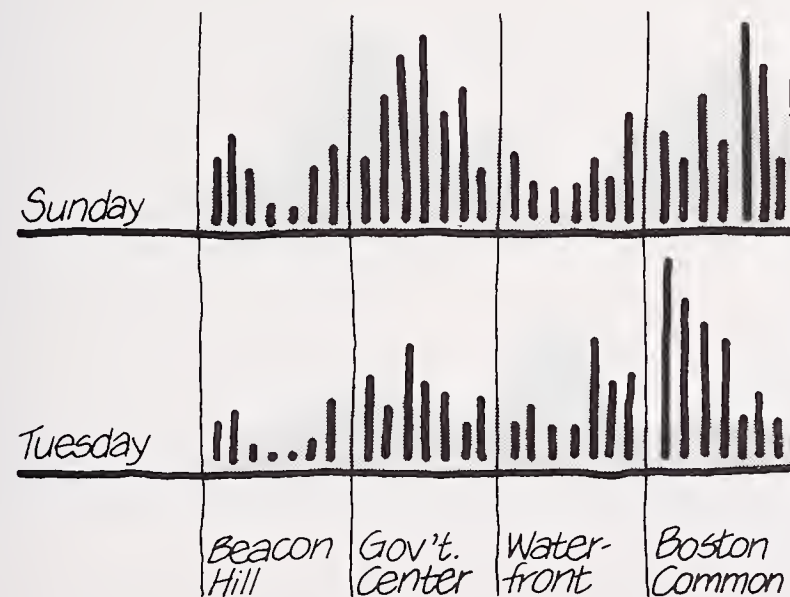 Sunday
Tuesday
Beacon Hill
Gov't. Center
Water-front
Boston Common